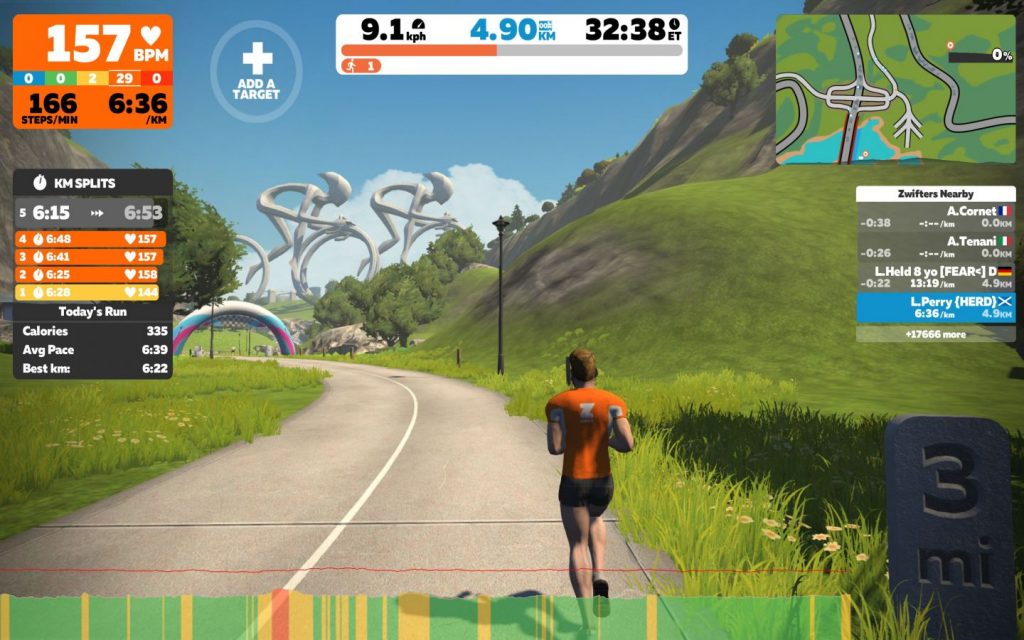 157 BPM
0 0 2 29 0
166 6:36
STEPS/MIN /KM
ADD A
TARGET
9.1 kph 4.90 KM 32:38 ET
1
0%
KM SPLITS
5 6:15 6:53
4 6:48 157
3 6:41 157
2 6:25 158
1 6:28 144
Today's Run
Calories 335
Avg Pace 6:39
Best km: 6:22
Zwifters Nearby
A.Cornet
-0:38 -:--/km 0.0KM
A.Tenani
-0:26 -:--/km 0.0KM
L.Held 8 yo [FEAR<] D
-0:22 13:19/km 4.9KM
L.Perry {HERD}
6:36/km 4.9KM
+17666 more
3
mi